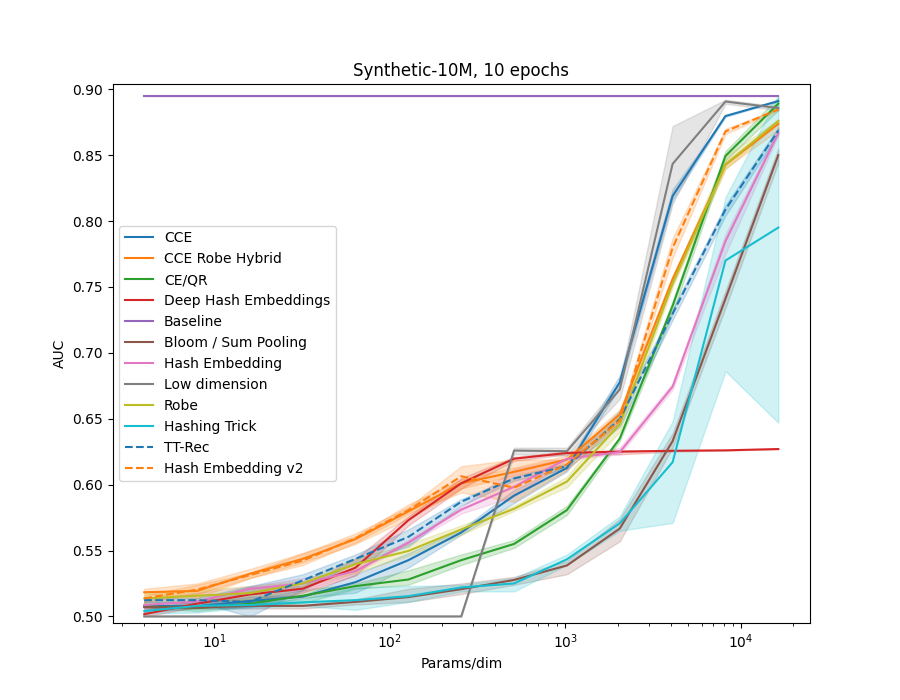 Synthetic-10M, 10 epochs
AUC
0.90
0.85
0.80
0.75
0.70
0.65
0.60
0.55
0.50
CCE
CCE Robe Hybrid
CE/QR
Deep Hash Embeddings
Baseline
Bloom / Sum Pooling
Hash Embedding
Low dimension
Robe
Hashing Trick
TT-Rec
Hash Embedding v2
10¹ 10² 10³ 10⁴
Params/dim